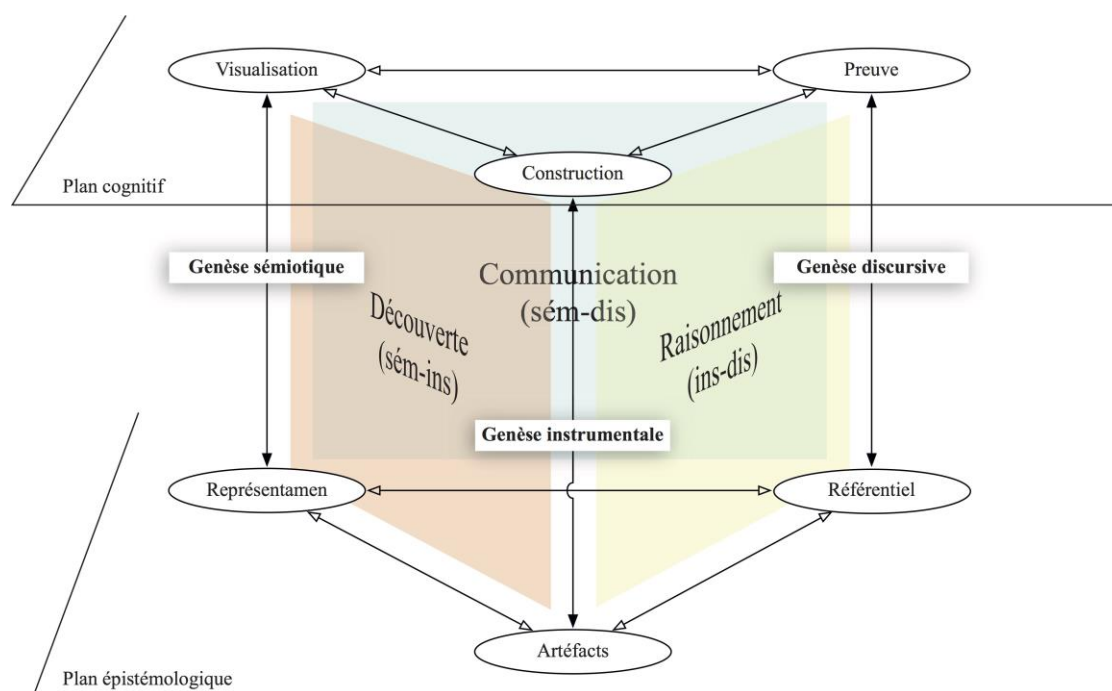 Visualisation
Preuve
Construction
Plan cognitif
Genèse sémiotique
Genèse discursive
Communication
(sém-dis)
Découverte
(sém-ins)
Raisonnement
(ins-dis)
Genèse instrumentale
Représentamen
Référentiel
Artéfacts
Plan épistémologique